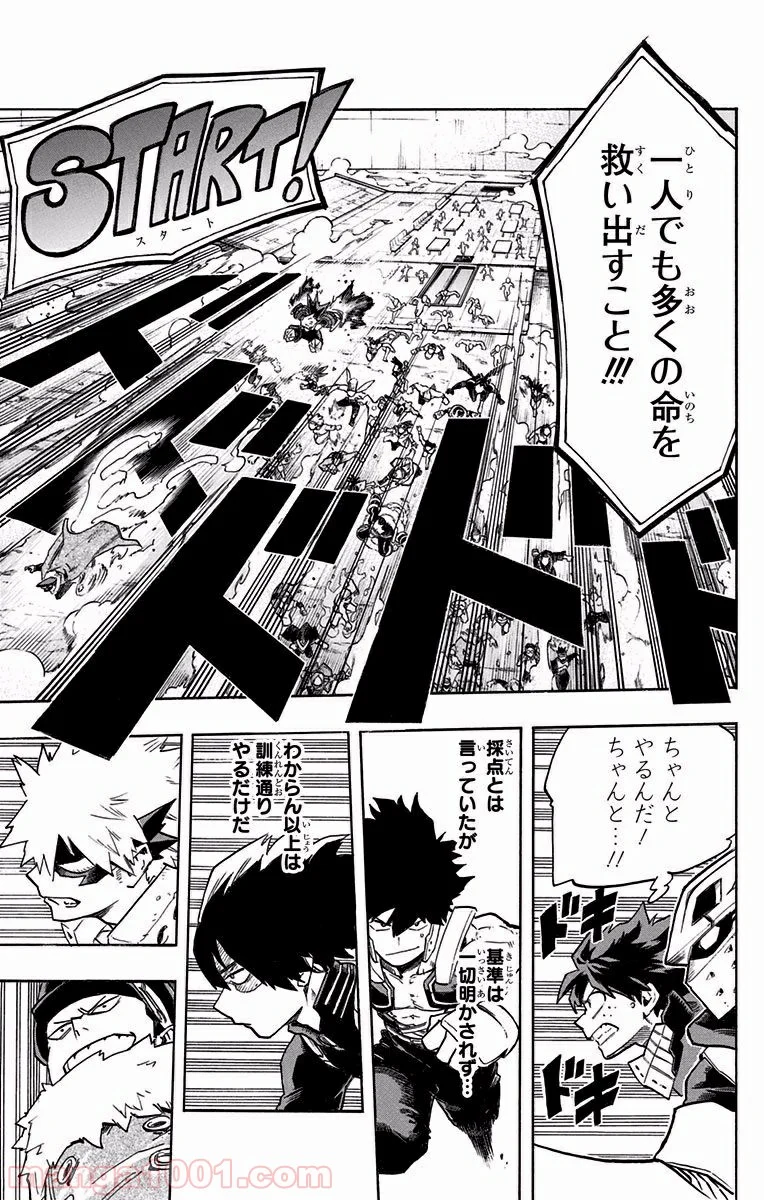 一人でも多くの命を
救い出すこと!!!
START!
スタート
ドドドドド
ちゃんと
やるんだ!
ちゃんと…!!
ドキ
ドキ
採点とは
言っていたが
基準は
一切明かされず…
わからん以上は
訓練通り
やるだけだ
manga1001.com